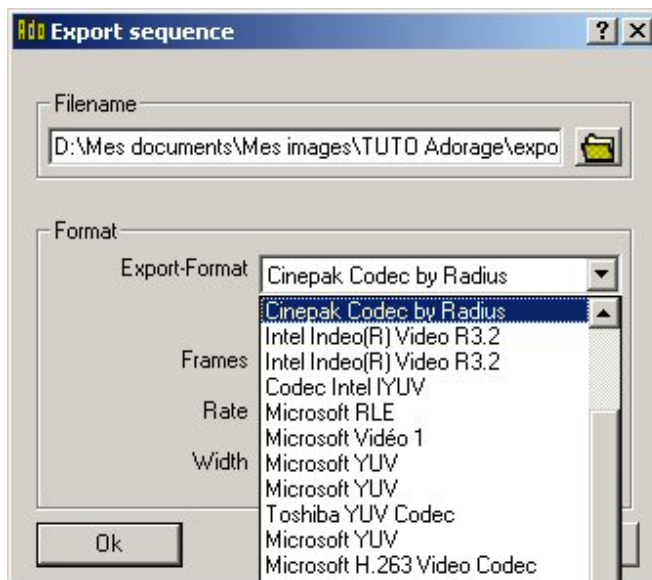 Ado Export sequence
Filename
D:\Mes documents\Mes images\TUTO Adorage\expo
Format
Export-Format Cinepak Codec by Radius
Cinepak Codec by Radius
Intel Indeo(R) Video R3.2
Frames Intel Indeo(R) Video R3.2
Codec Intel IYUV
Rate Microsoft RLE
Microsoft Vidéo 1
Width Microsoft YUV
Microsoft YUV
Toshiba YUV Codec
Ok Microsoft YUV
Microsoft H.263 Video Codec